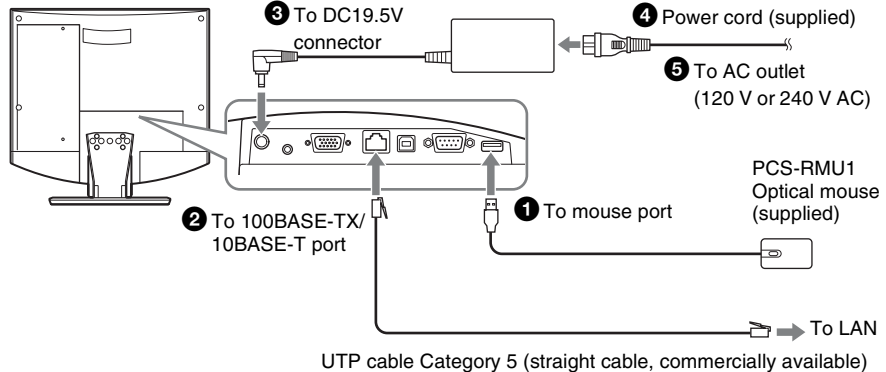 ❸ To DC19.5V
connector
❹ Power cord (supplied)
❺ To AC outlet
(120 V or 240 V AC)
PCS-RMU1
Optical mouse
(supplied)
❷ To 100BASE-TX/
10BASE-T port
❶ To mouse port
To LAN
UTP cable Category 5 (straight cable, commercially available)